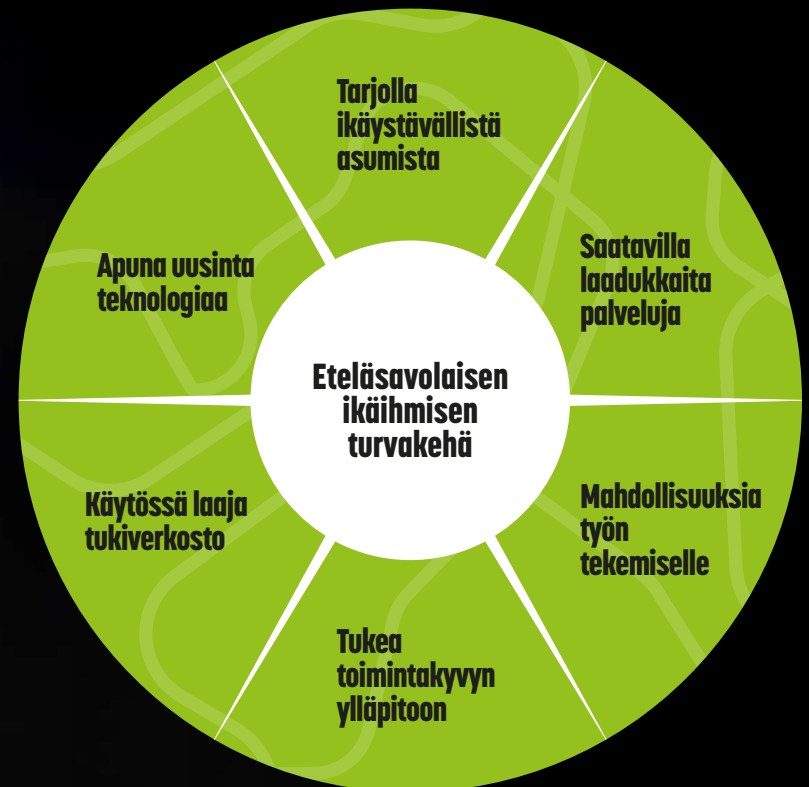 Tarjolla
ikäystävällistä
asumista
Saatavilla
laadukkaita
palveluja
Mahdollisuuksia
työn
tekemiselle
Tukea
toimintakyvyn
ylläpitoon
Käytössä laaja
tukiverkosto
Apuna uusinta
teknologiaa
Eteläsavolaisen
ikäihmisen
turvakehä